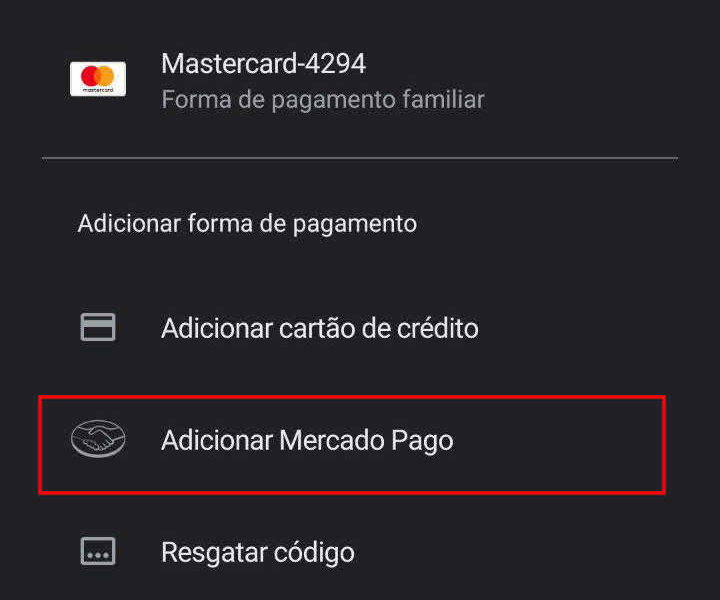 mastercard
Mastercard-4294
Forma de pagamento familiar
Adicionar forma de pagamento
Adicionar cartão de crédito
Adicionar Mercado Pago
Resgatar código